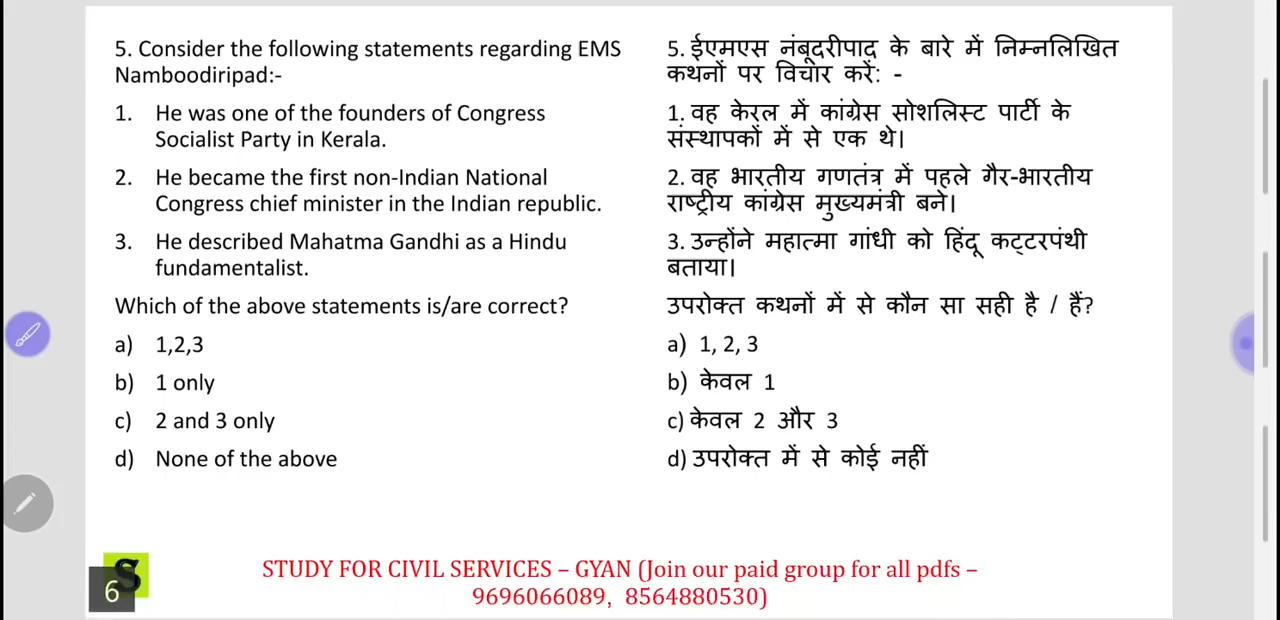 5. Consider the following statements regarding EMS
Namboodiripad:-
1. He was one of the founders of Congress
Socialist Party in Kerala.
2. He became the first non-Indian National
Congress chief minister in the Indian republic.
3. He described Mahatma Gandhi as a Hindu
fundamentalist.
Which of the above statements is/are correct?
a) 1,2,3
b) 1 only
c) 2 and 3 only
d) None of the above
5. ईएमएस नंबूदरीपाद के बारे में निम्नलिखित
कथनों पर विचार करें: -
1. वह केरल में कांग्रेस सोशलिस्ट पार्टी के
संस्थापकों में से एक थे।
2. वह भारतीय गणतंत्र में पहले गैर-भारतीय
राष्ट्रीय कांग्रेस मुख्यमंत्री बने।
3. उन्होंने महात्मा गांधी को हिंदू कट्टरपंथी
बताया।
उपरोक्त कथनों में से कौन सा सही है / हैं?
a) 1, 2, 3
b) केवल 1
c) केवल 2 और 3
d) उपरोक्त में से कोई नहीं
S
6
STUDY FOR CIVIL SERVICES – GYAN (Join our paid group for all pdfs –
9696066089, 8564880530)